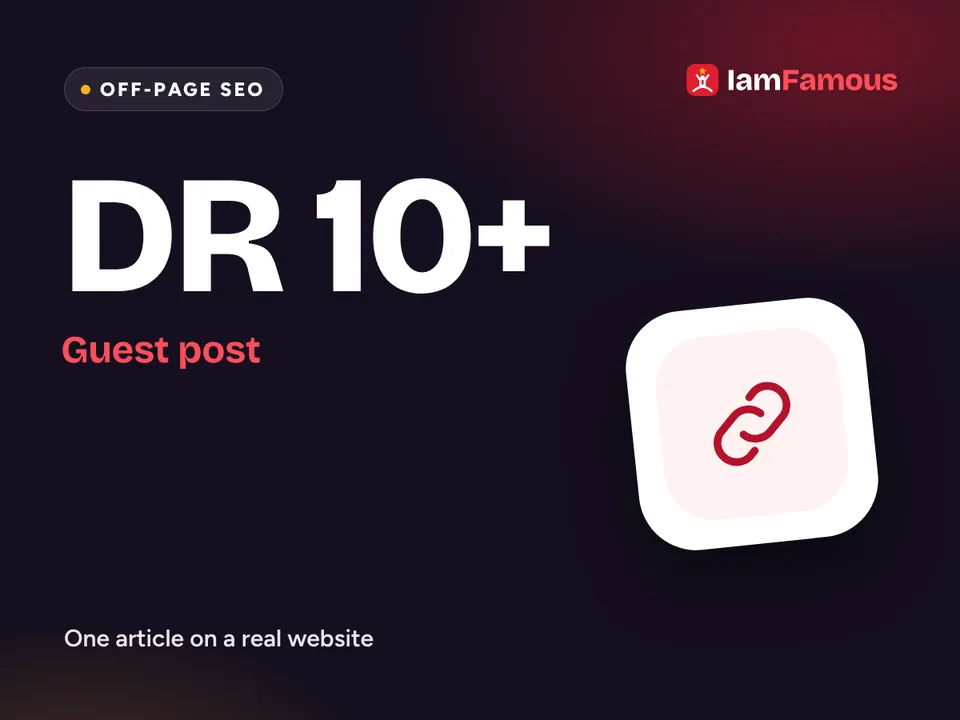 OFF-PAGE SEO
IamFamous
DR 10+
Guest post
One article on a real website